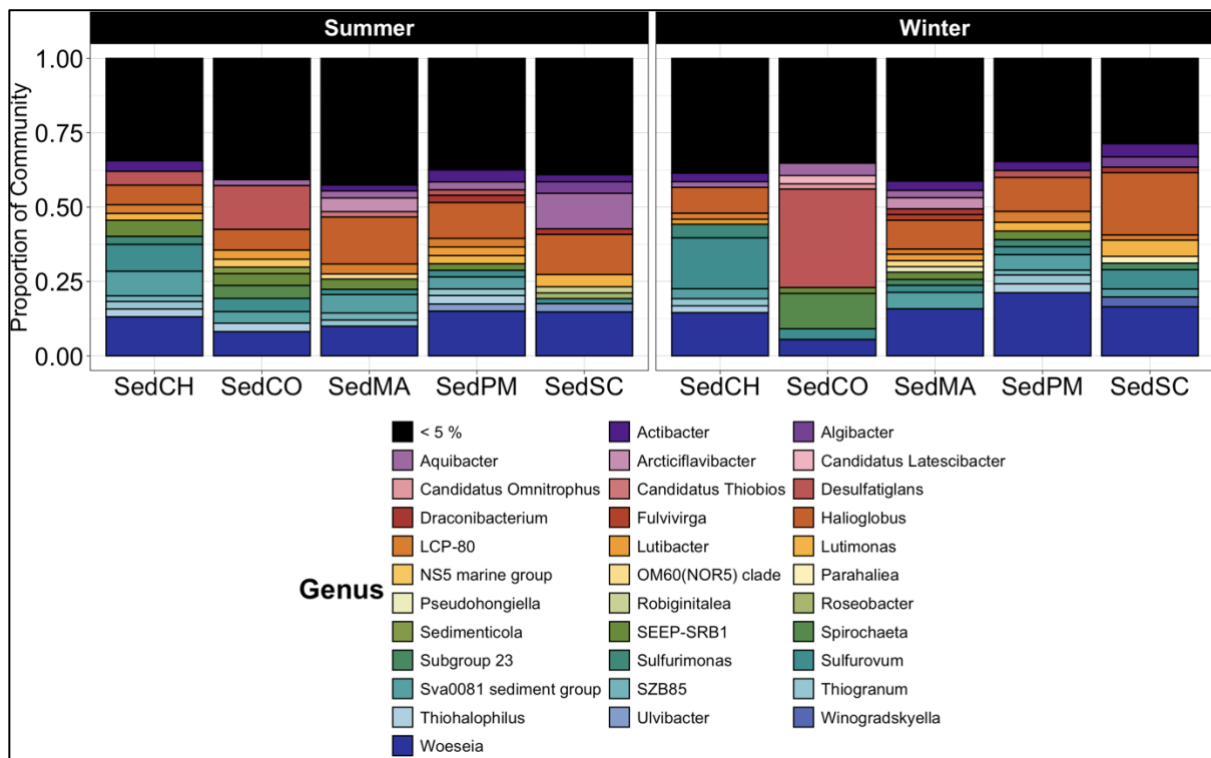 Summer Winter
1.00
0.75
0.50
0.25
0.00
Proportion of Community
SedCH SedCO SedMA SedPM SedSC SedCH SedCO SedMA SedPM SedSC
Genus
< 5 % Actibacter Algibacter
Aquibacter Arcticiflavibacter Candidatus Latescibacter
Candidatus Omnitrophus Candidatus Thiobios Desulfatiglans
Draconibacterium Fulvivirga Halioglobus
LCP-80 Lutibacter Lutimonas
NS5 marine group OM60(NOR5) clade Parahaliea
Pseudohongiella Robiginitalea Roseobacter
Sedimenticola SEEP-SRB1 Spirochaeta
Subgroup 23 Sulfurimonas Sulfurovum
Sva0081 sediment group SZB85 Thiogranum
Thiohalophilus Ulvibacter Winogradskyella
Woeseia